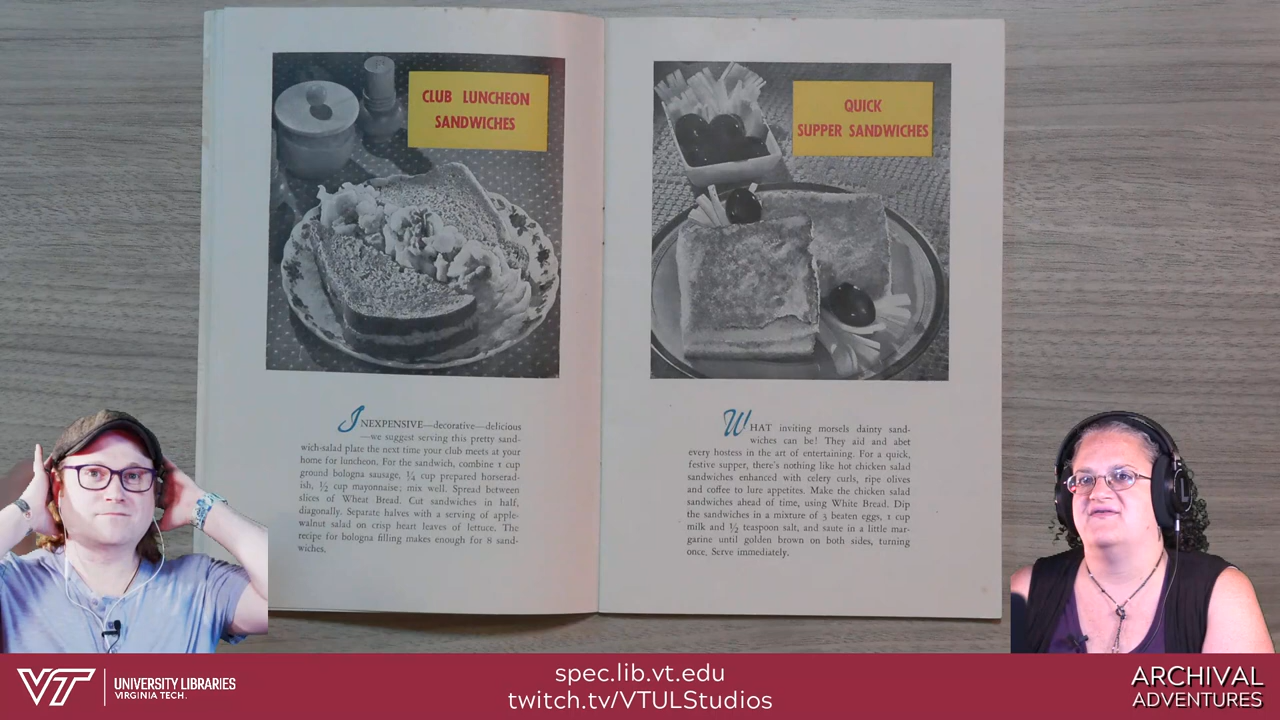 CLUB LUNCHEON
SANDWICHES
INEXPENSIVE—decorative—delicious
—we suggest serving this pretty sand-
wich-salad plate the next time your club meets at your
home for luncheon. For the sandwich, combine 1 cup
ground bologna sausage, ¼ cup prepared horserad-
ish, ½ cup mayonnaise; mix well. Spread between
slices of Wheat Bread. Cut sandwiches in half,
diagonally. Separate halves with a serving of apple-
walnut salad on crisp heart leaves of lettuce. The
recipe for bologna filling makes enough for 8 sand-
wiches.
QUICK
SUPPER SANDWICHES
WHAT inviting morsels dainty sand-
wiches can be! They aid and abet
every hostess in the art of entertaining. For a quick,
festive supper, there's nothing like hot chicken salad
sandwiches enhanced with celery curls, ripe olives
and coffee to lure appetites. Make the chicken salad
sandwiches ahead of time, using White Bread. Dip
the sandwiches in a mixture of 3 beaten eggs, 1 cup
milk and ½ teaspoon salt, and saute in a little mar-
garine until golden brown on both sides, turning
once. Serve immediately.
VT
UNIVERSITY LIBRARIES
VIRGINIA TECH.
spec.lib.vt.edu
twitch.tv/VTULStudios
ARCHIVAL
ADVENTURES